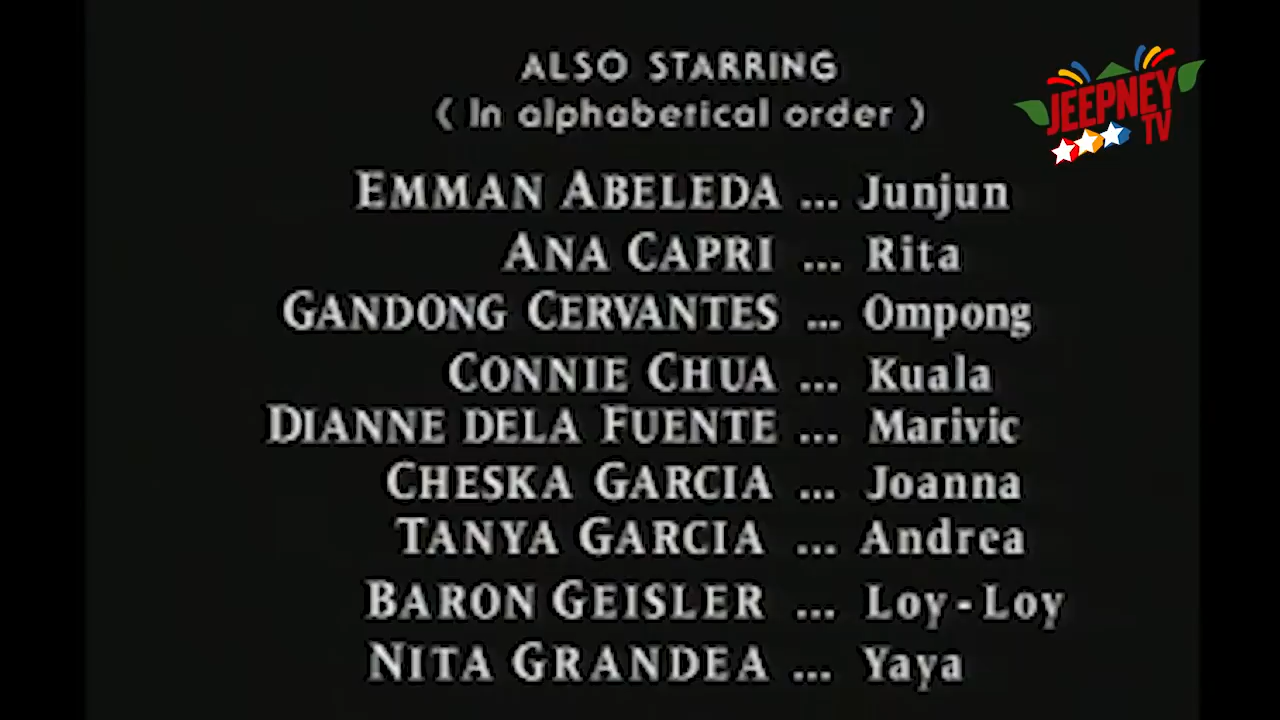 ALSO STARRING
( In alphabetical order )
EMMAN ABELEDA ... Junjun
ANA CAPRI ... Rita
GANDONG CERVANTES ... Ompong
CONNIE CHUA ... Kuala
DIANNE DELA FUENTE ... Marivic
CHESKA GARCIA ... Joanna
TANYA GARCIA ... Andrea
BARON GEISLER ... Loy-Loy
NITA GRANDEA ... Yaya
JEEPNEY
TV